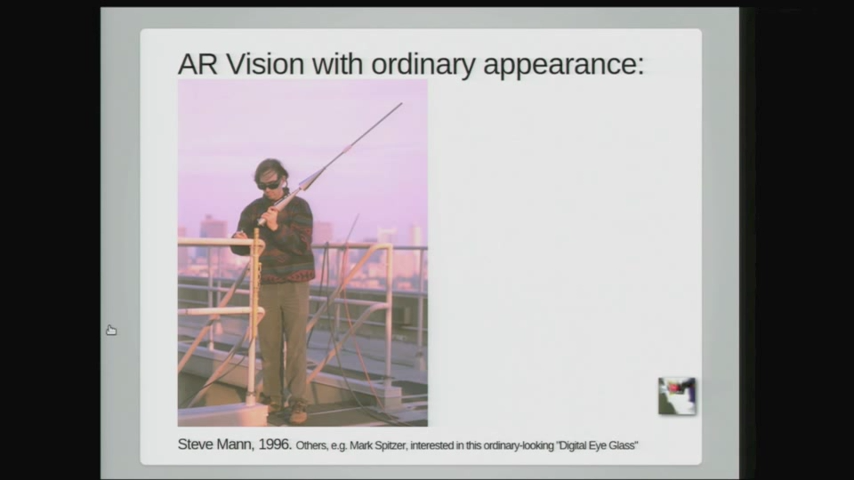 AR Vision with ordinary appearance:
Steve Mann, 1996. Others, e.g. Mark Spitzer, interested in this ordinary-looking "Digital Eye Glass"